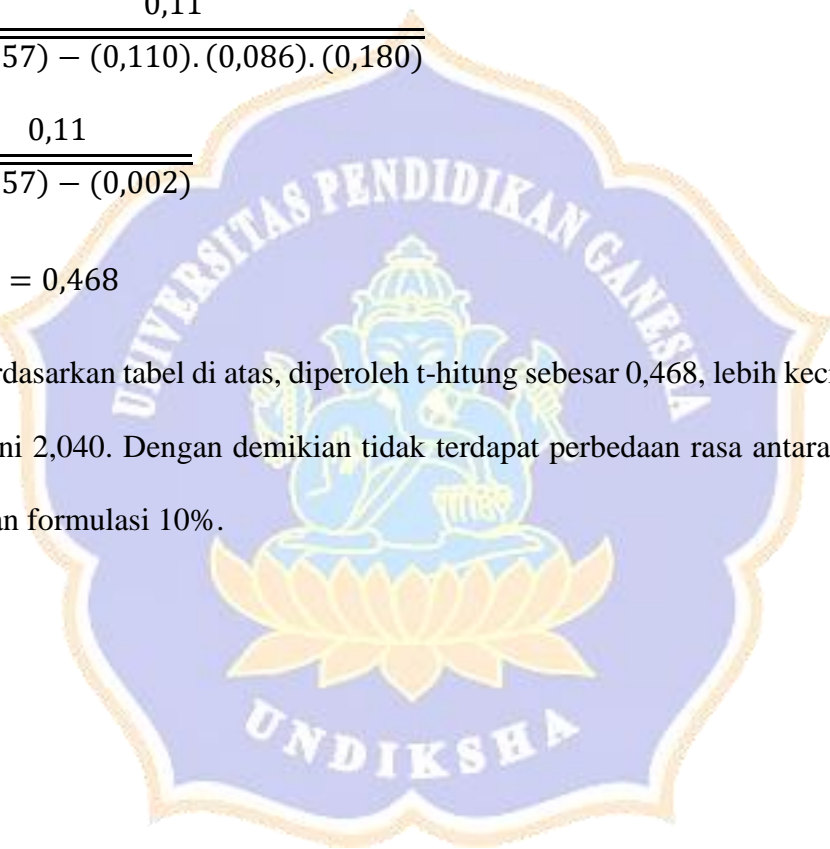 0,11
57) − (0,110). (0,086). (0,180)
0,11
57) − (0,002)
= 0,468
rdasarkan tabel di atas, diperoleh t-hitung sebesar 0,468, lebih kec
ni 2,040. Dengan demikian tidak terdapat perbedaan rasa antara
an formulasi 10%.
UNIVERSITAS PENDIDIKAN GANESHA
UNDIKSHA